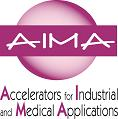 AIMA
Accelerators for Industrial
and Medical Applications